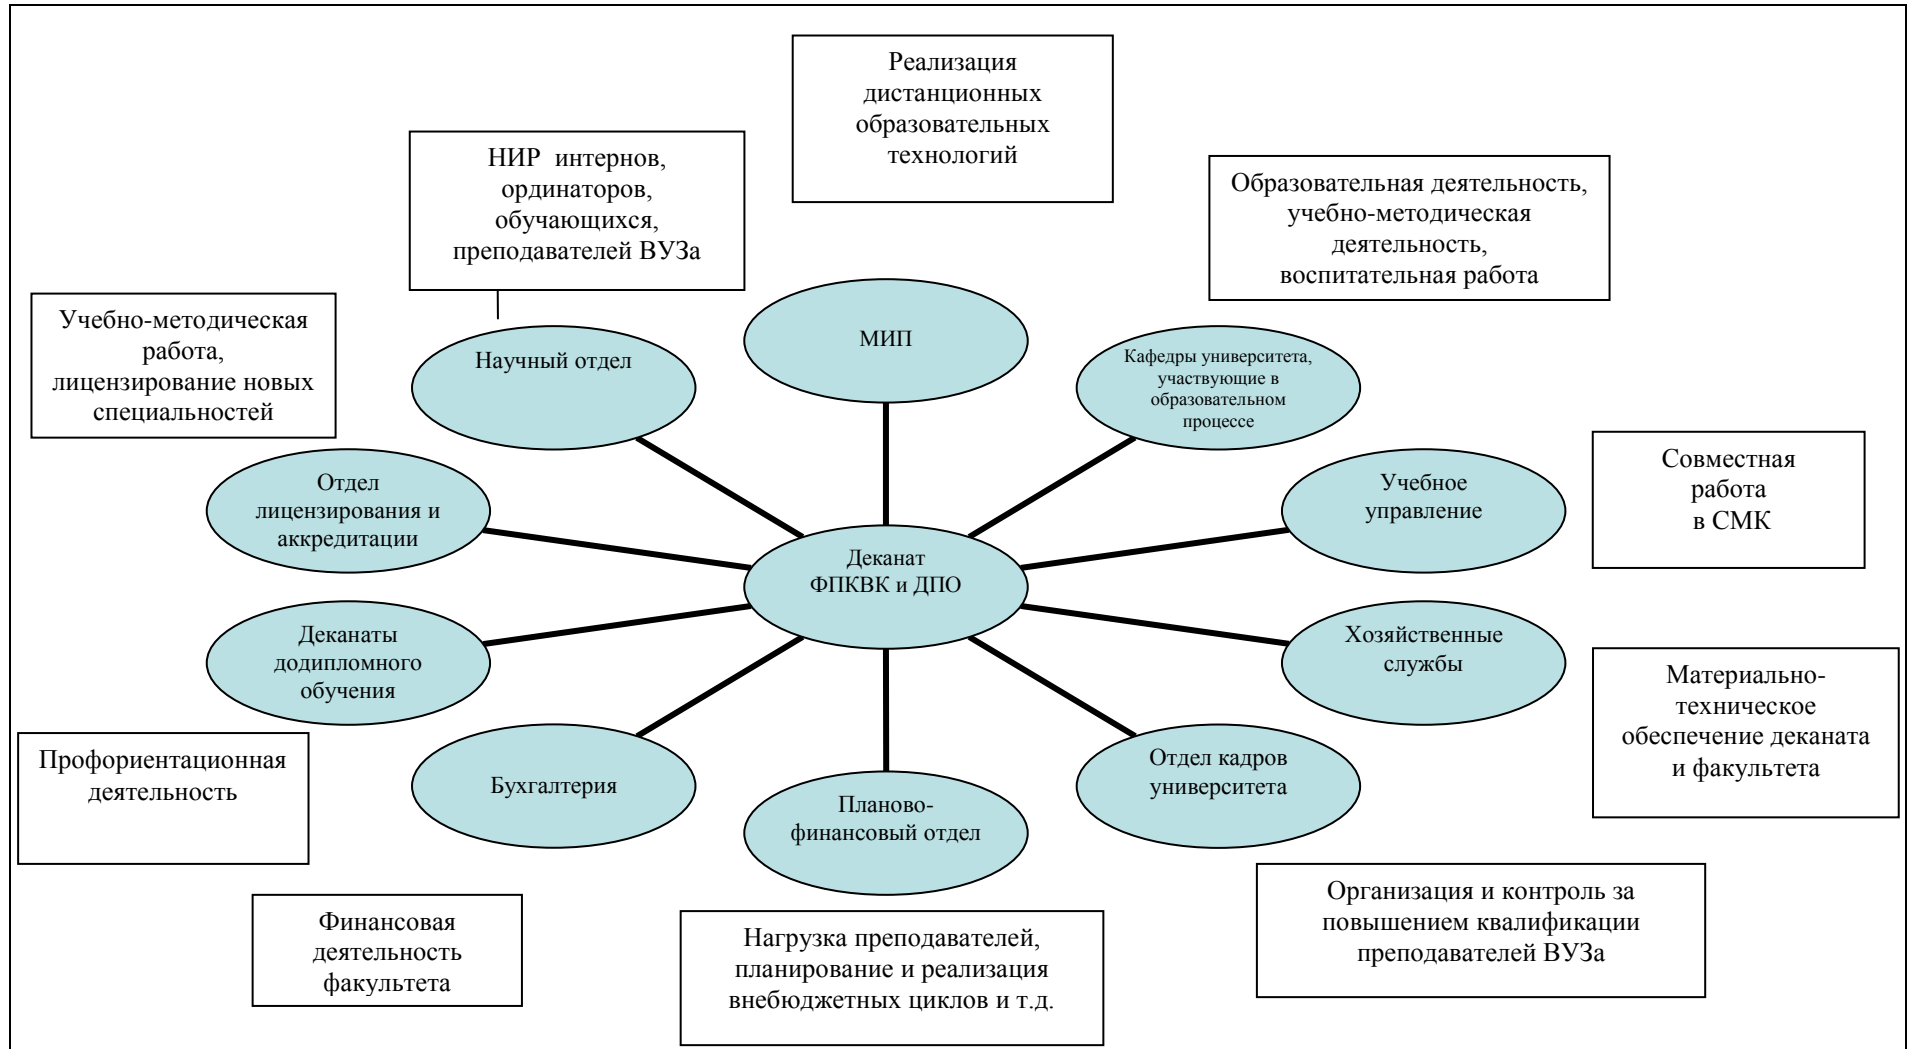 Реализация
дистанционных
образовательных
технологий
НИР интернов,
ординаторов,
обучающихся,
преподавателей ВУЗа
Образовательная деятельность,
учебно-методическая
деятельность,
воспитательная работа
Учебно-методическая
работа,
лицензирование новых
специальностей
Научный отдел
МИП
Кафедры университета,
участвующие в
образовательном
процессе
Отдел
лицензирования и
аккредитации
Учебное
управление
Совместная
работа
в СМК
Деканат
ФПКВК и ДПО
Деканаты
додипломного
обучения
Хозяйственные
службы
Материально-
техническое
обеспечение деканата
и факультета
Профориентационная
деятельность
Бухгалтерия
Планово-
финансовый отдел
Отдел кадров
университета
Финансовая
деятельность
факультета
Нагрузка преподавателей,
планирование и реализация
внебюджетных циклов и т.д.
Организация и контроль за
повышением квалификации
преподавателей ВУЗа